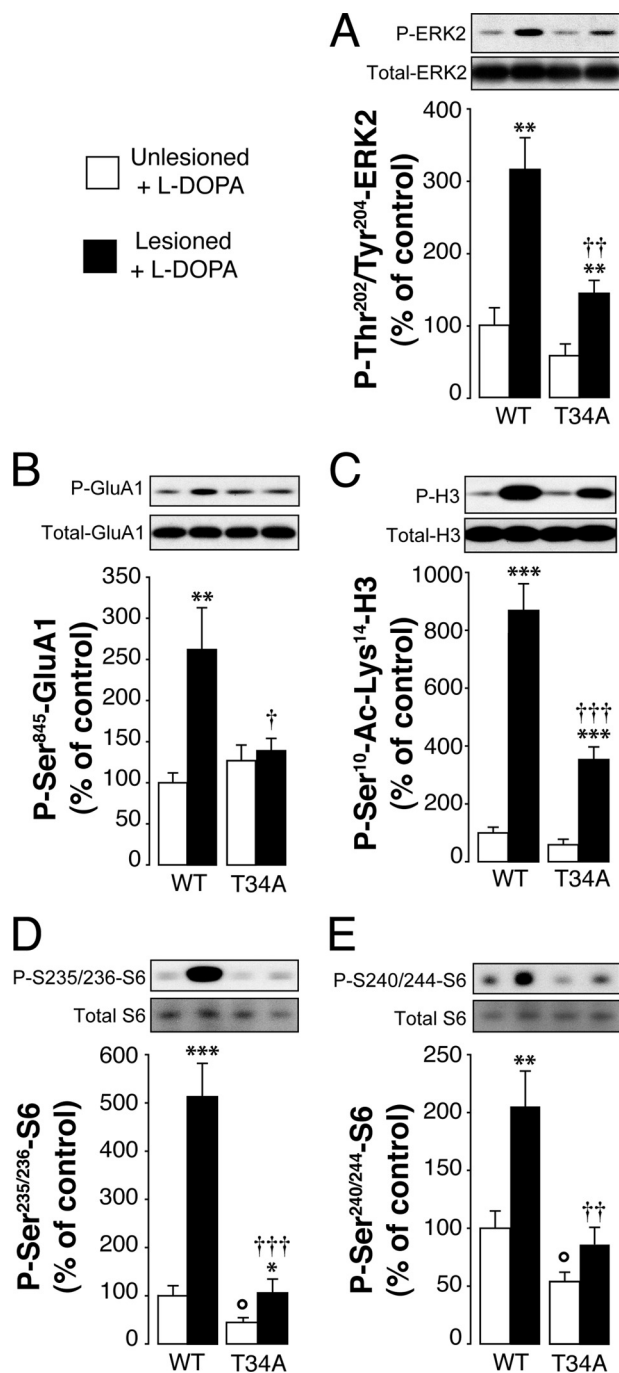 A
P-ERK2
Total-ERK2
Unlesioned
+ L-DOPA
Lesioned
+ L-DOPA
P-Thr202/Tyr204-ERK2
(% of control)
400
300
200
100
0
**
††
**
WT T34A
B
P-GluA1
Total-GluA1
P-Ser845-GluA1
(% of control)
350
300
250
200
150
100
50
0
**
†
WT T34A
C
P-H3
Total-H3
P-Ser10-Ac-Lys14-H3
(% of control)
1000
800
600
400
200
0
***
†††
***
WT T34A
D
P-S235/236-S6
Total S6
P-Ser235/236-S6
(% of control)
600
500
400
300
200
100
0
***
°
†††
*
WT T34A
E
P-S240/244-S6
Total S6
P-Ser240/244-S6
(% of control)
250
200
150
100
50
0
**
°
††
WT T34A